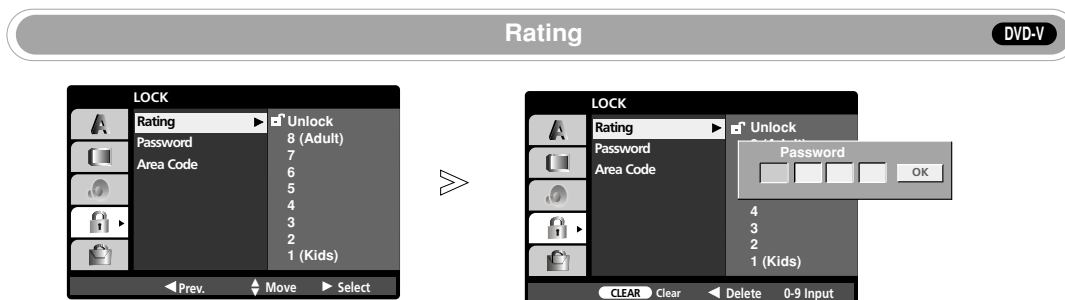 Rating
DVD-V
LOCK
Rating
Password
Area Code
Unlock
8 (Adult)
7
6
5
4
3
2
1 (Kids)
Prev. Move Select
LOCK
Rating
Password
Area Code
Unlock
8 (Adult)
Password
OK
4
3
2
1 (Kids)
CLEAR Clear Delete 0-9 Input